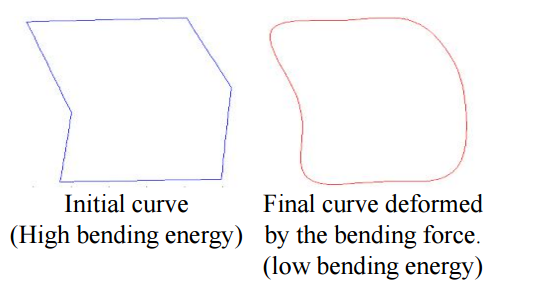 Initial curve
(High bending energy)
Final curve deformed
by the bending force.
(low bending energy)